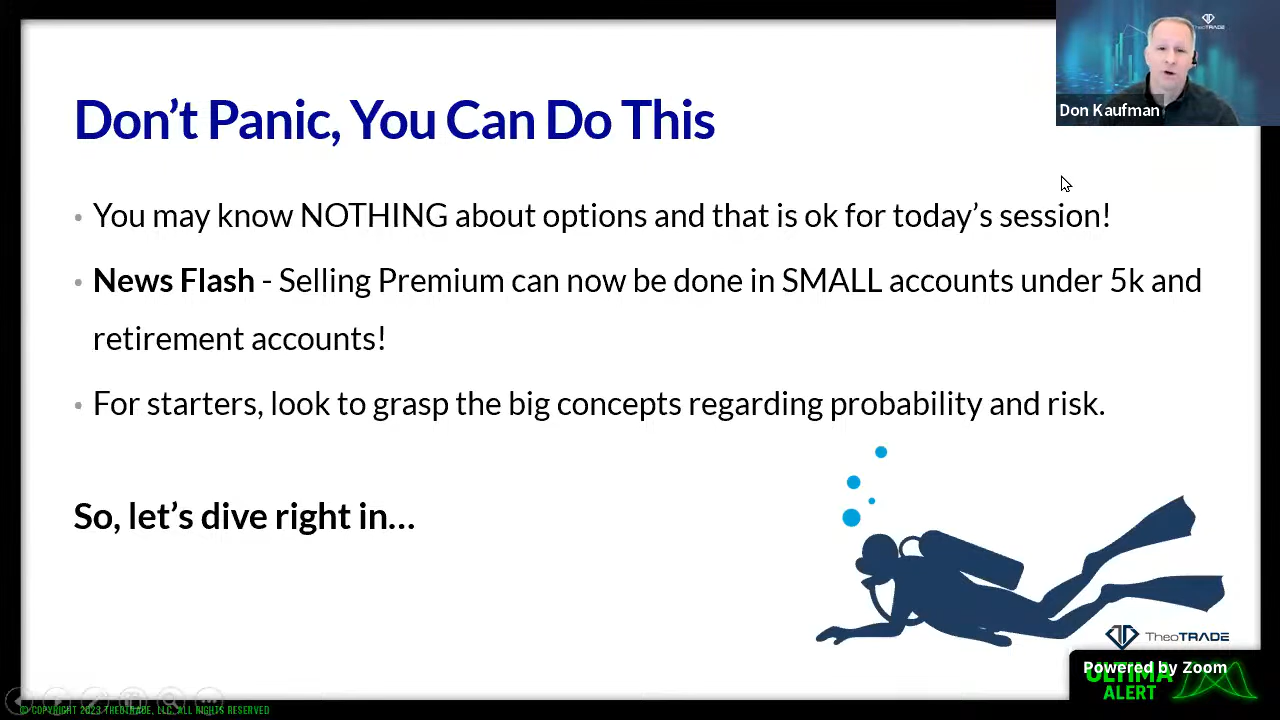 TheoTRADE
Don Kaufman
Don't Panic, You Can Do This
• You may know NOTHING about options and that is ok for today's session!
• News Flash - Selling Premium can now be done in SMALL accounts under 5k and
retirement accounts!
• For starters, look to grasp the big concepts regarding probability and risk.
So, let's dive right in...
TheoTRADE
Powered by Zoom
ULTIMA
ALERT
© COPYRIGHT 2023 THEOTRADE, LLC. ALL RIGHTS RESERVED